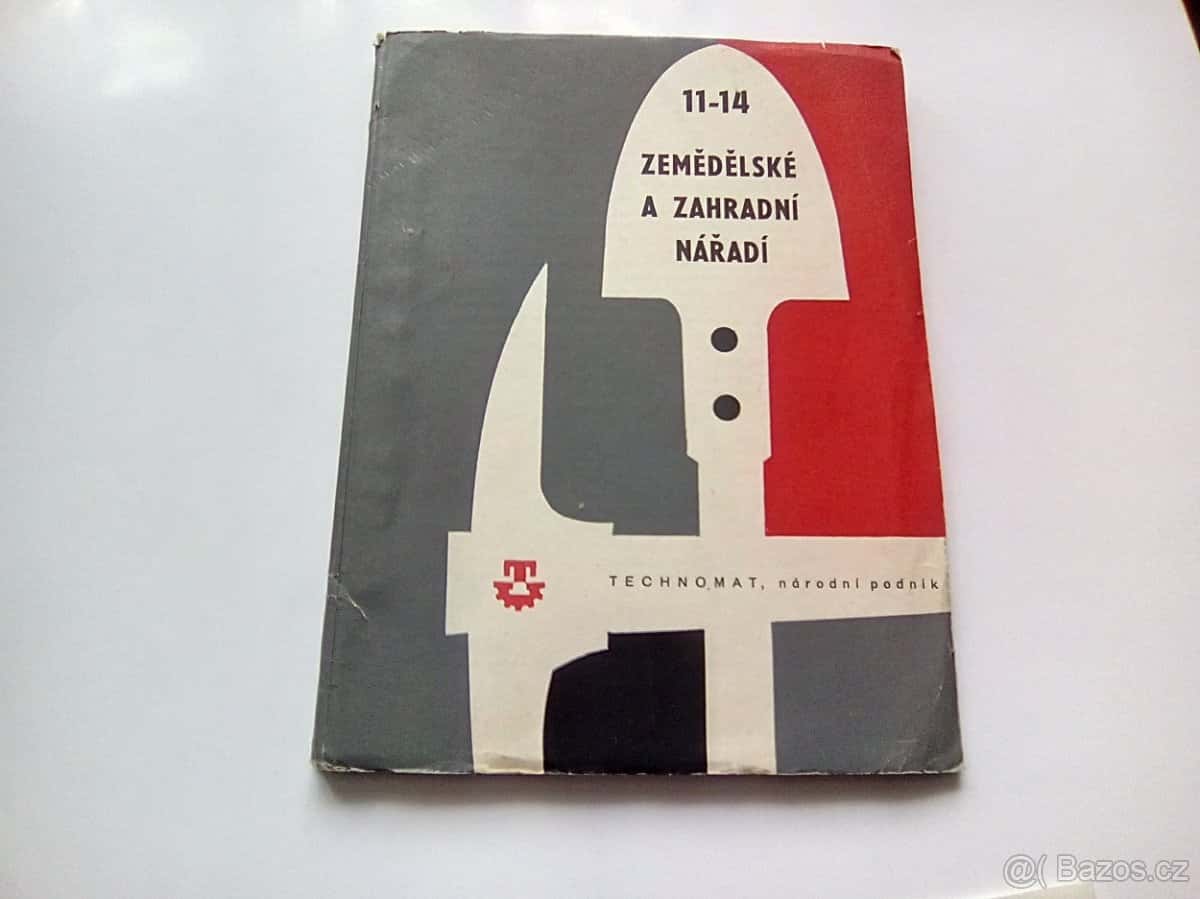 11-14
ZEMĚDĚLSKÉ
A ZAHRADNÍ
NÁŘADÍ
T
TECHNOMAT, národní podnik
@( Bazos.cz